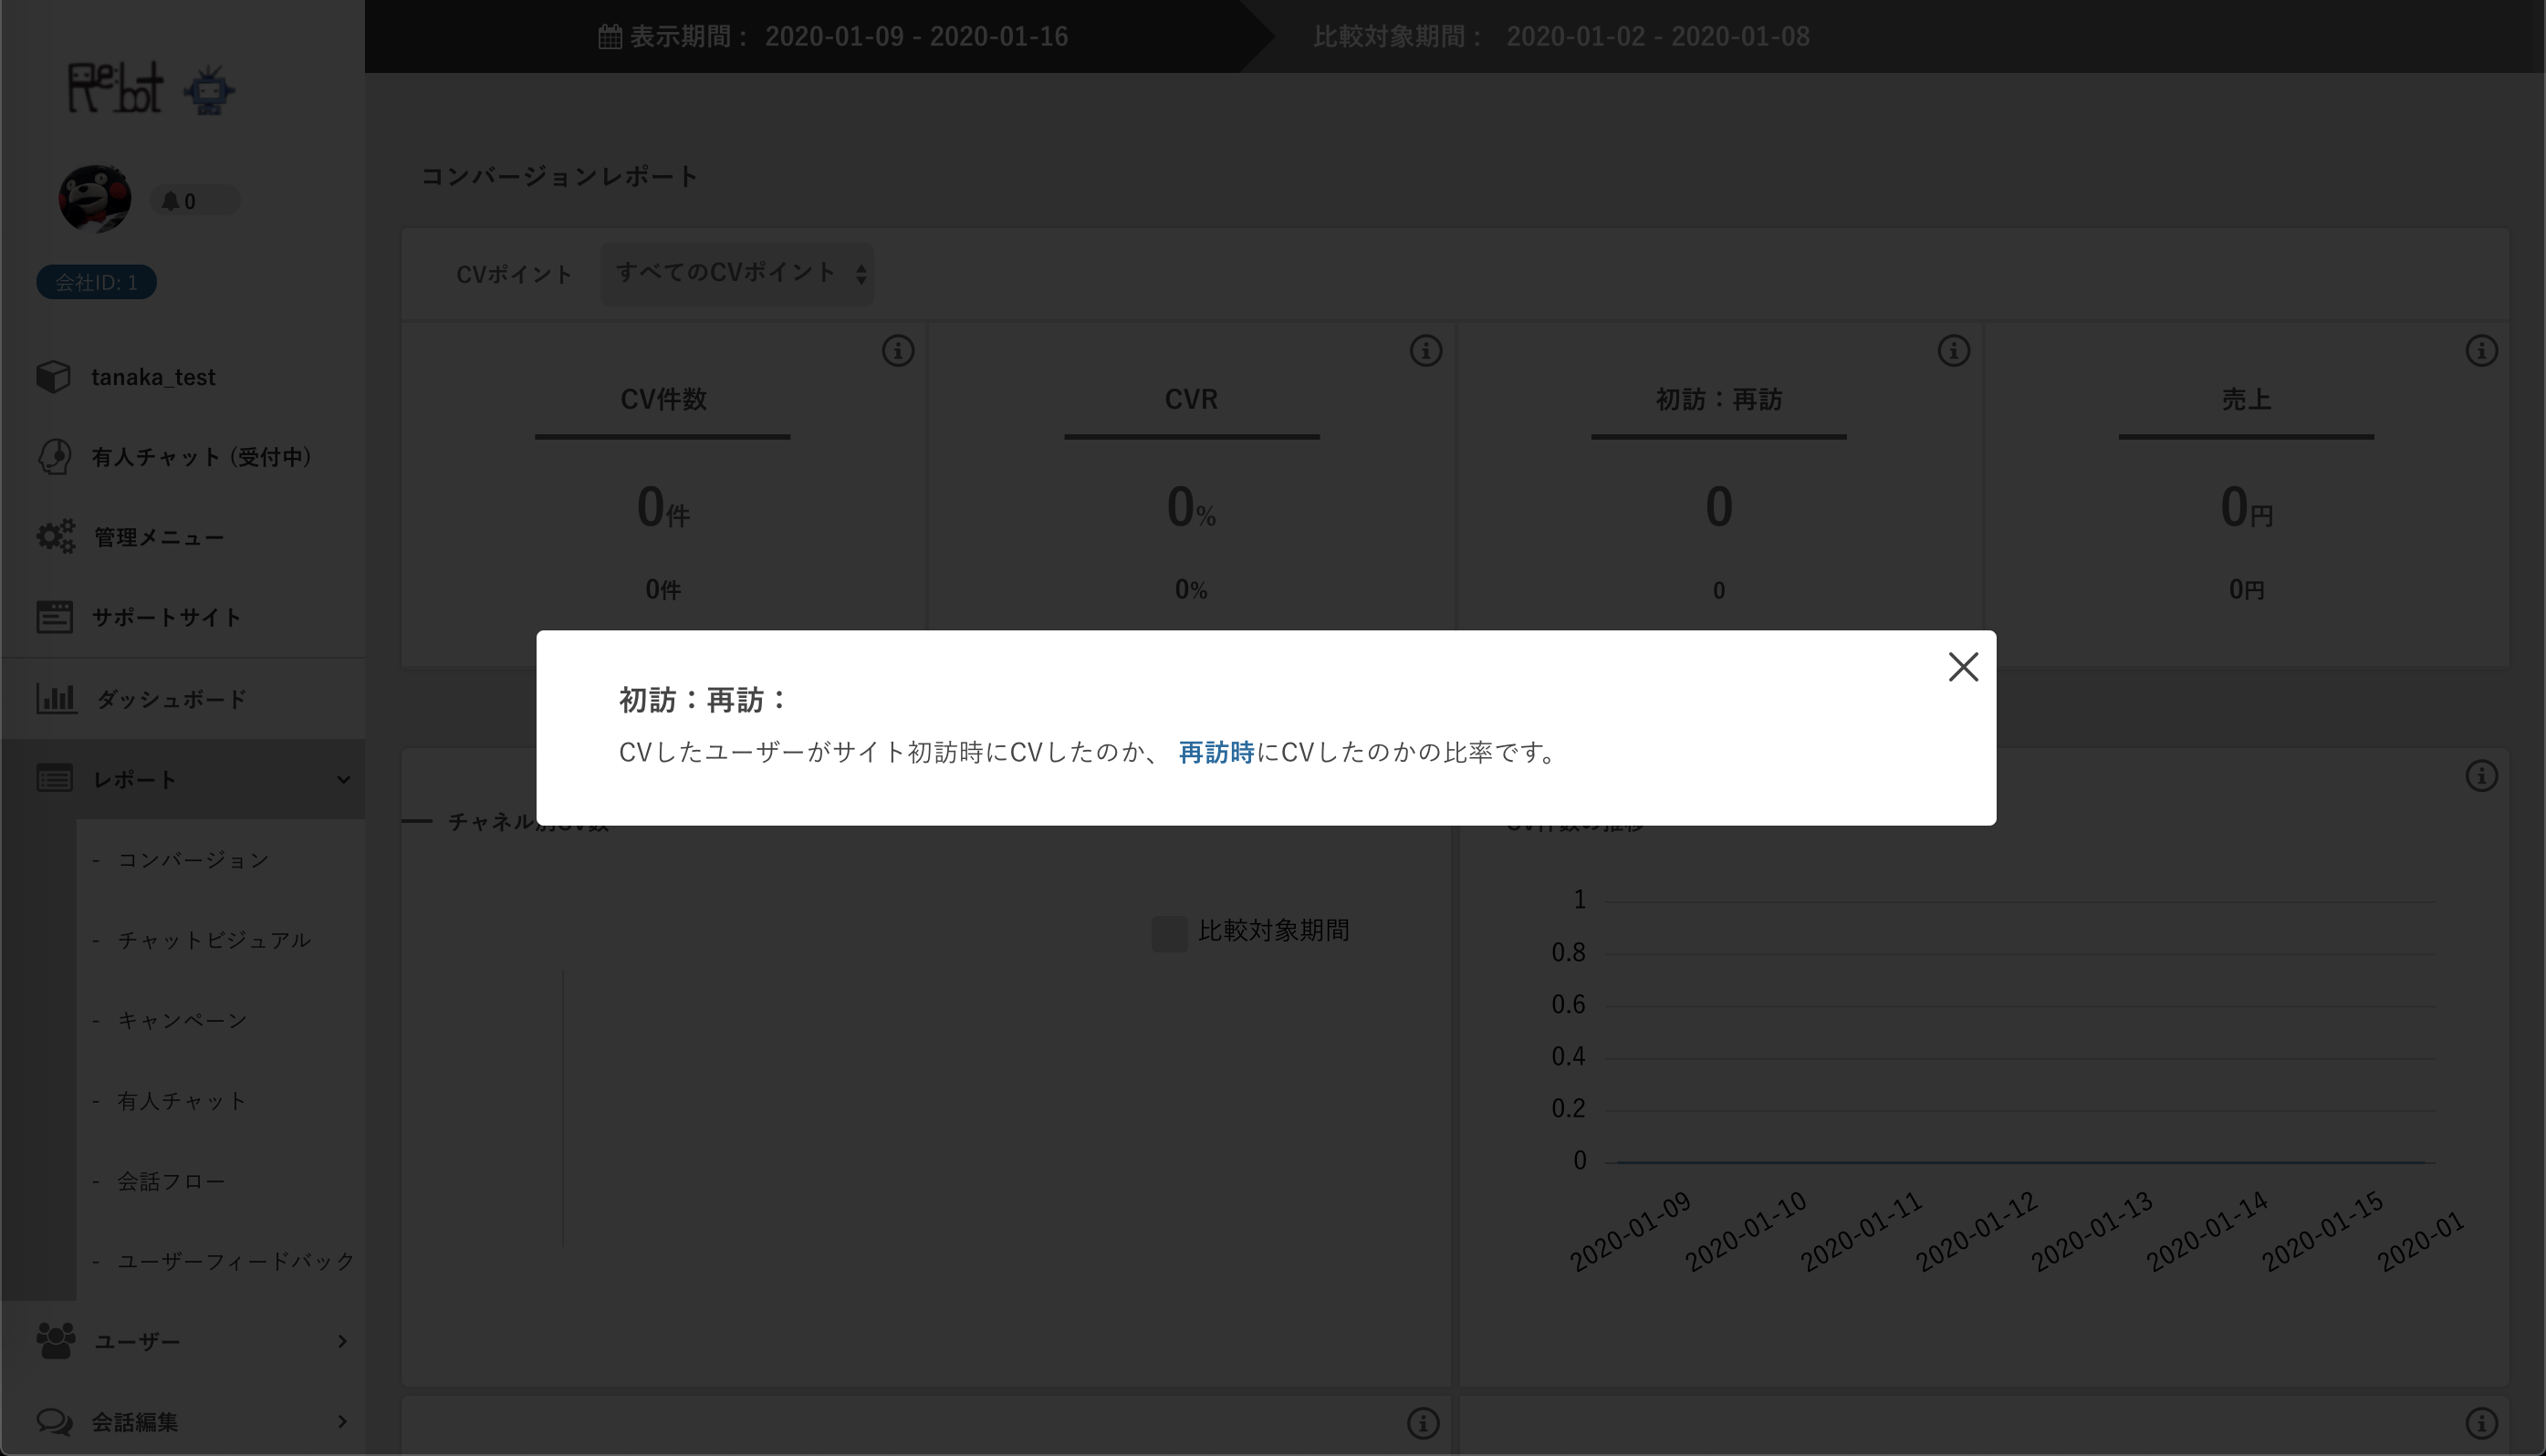 表示期間： 2020-01-09 - 2020-01-16
比較対象期間： 2020-01-02 - 2020-01-08
Re:bot
0
会社ID: 1
tanaka_test
有人チャット (受付中)
管理メニュー
サポートサイト
ダッシュボード
レポート
- コンバージョン
- チャットビジュアル
- キャンペーン
- 有人チャット
- 会話フロー
- ユーザーフィードバック
ユーザー
会話編集
コンバージョンレポート
CVポイント すべてのCVポイント
CV件数
0件
0件
CVR
0%
0%
初訪：再訪
0
0
売上
0円
0円
初訪：再訪：
CVしたユーザーがサイト初訪時にCVしたのか、 再訪時にCVしたのかの比率です。
チャネル別CV数
比較対象期間
CV件数の推移
1
0.8
0.6
0.4
0.2
0
2020-01-09
2020-01-10
2020-01-11
2020-01-12
2020-01-13
2020-01-14
2020-01-15
2020-01